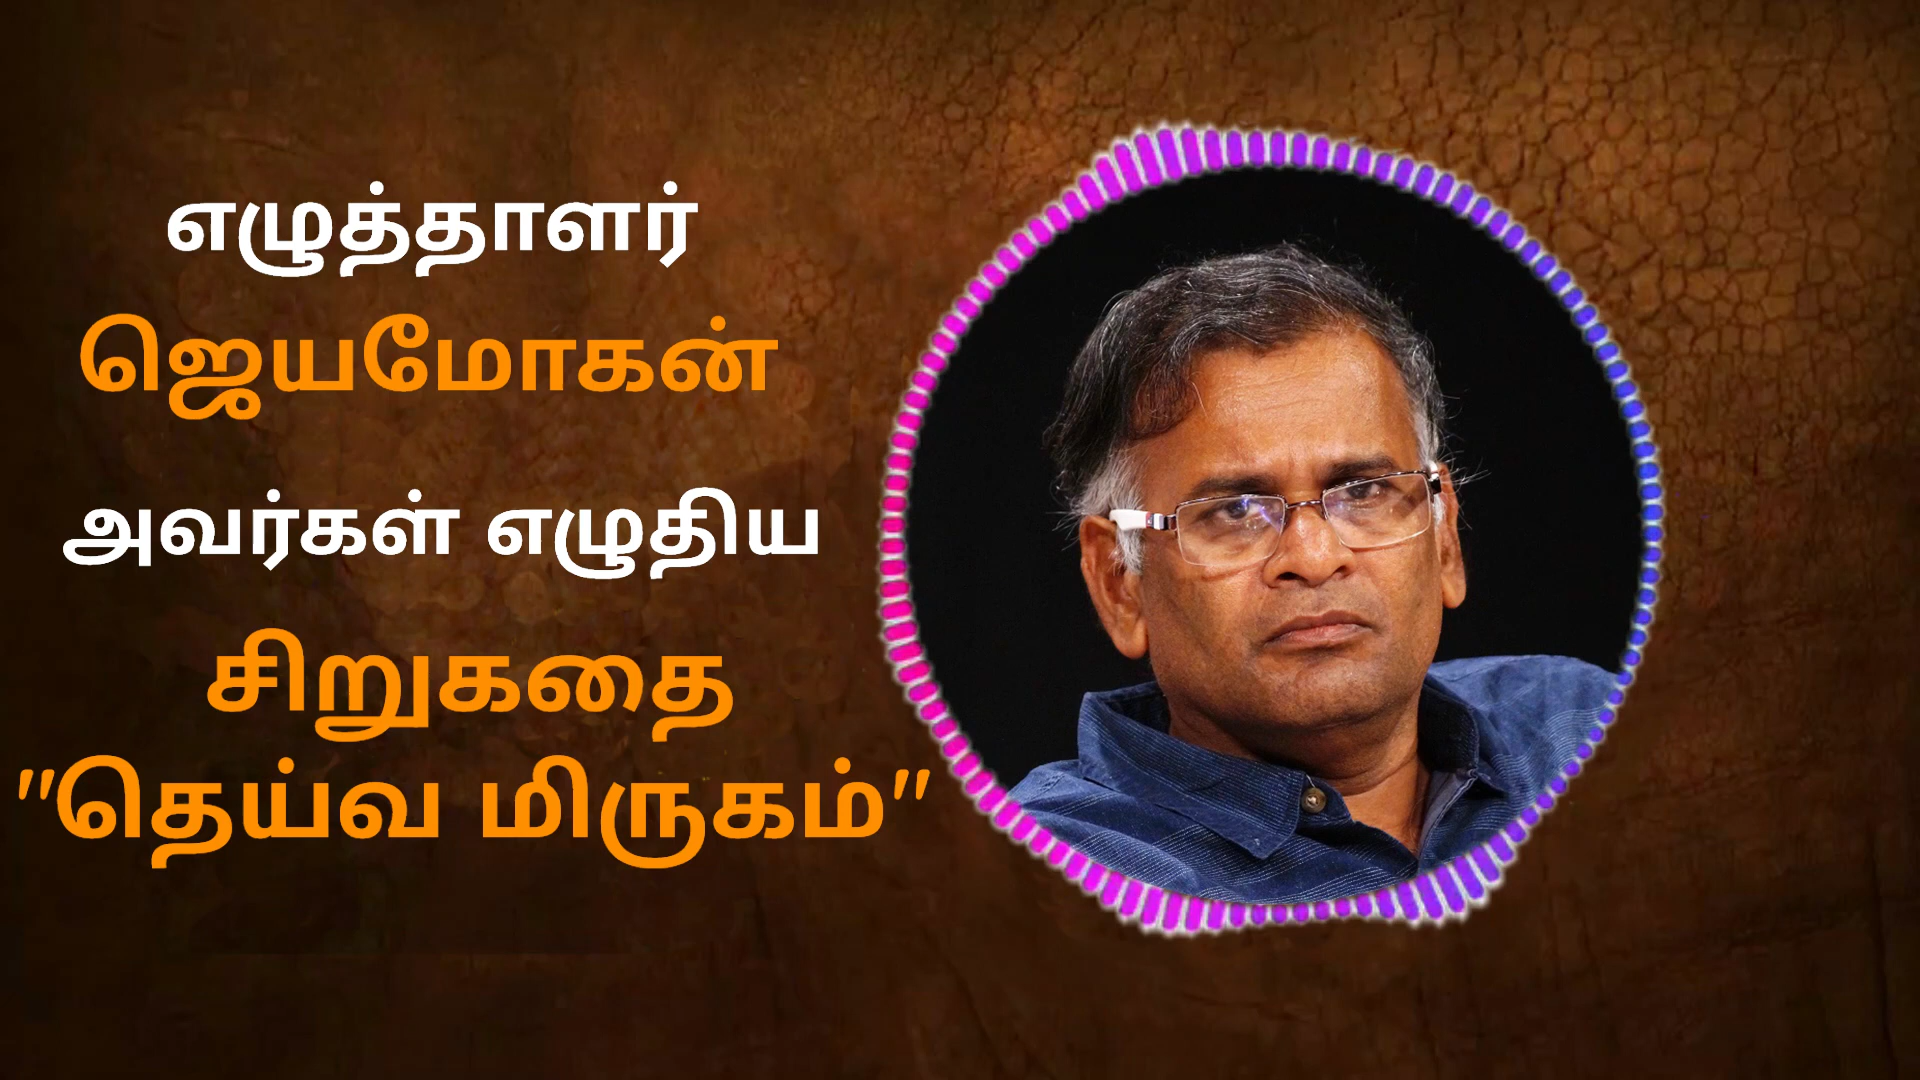 எழுத்தாளர்
ஜெயமோகன்
அவர்கள் எழுதிய
சிறுகதை
"தெய்வ மிருகம்"